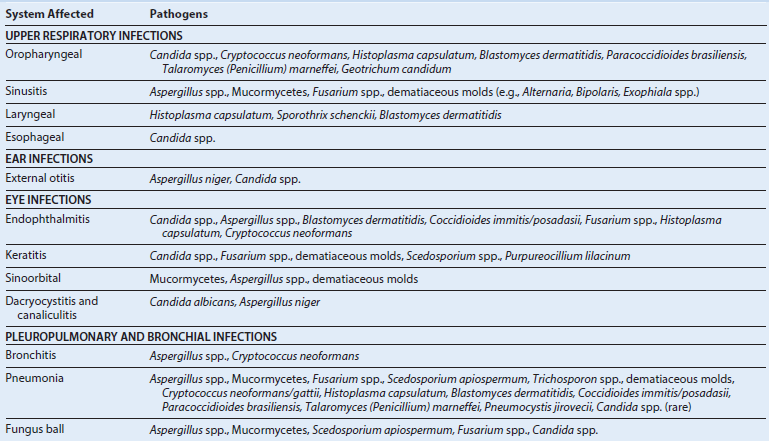 System Affected Pathogens
UPPER RESPIRATORY INFECTIONS
Oropharyngeal Candida spp., Cryptococcus neoformans, Histoplasma capsulatum, Blastomyces dermatitidis, Paracoccidioides brasiliensis,
Talaromyces (Penicillium) marneffei, Geotrichum candidum
Sinusitis Aspergillus spp., Mucormycetes, Fusarium spp., dematiaceous molds (e.g., Alternaria, Bipolaris, Exophiala spp.)
Laryngeal Histoplasma capsulatum, Sporothrix schenckii, Blastomyces dermatitidis
Esophageal Candida spp.
EAR INFECTIONS
External otitis Aspergillus niger, Candida spp.
EYE INFECTIONS
Endophthalmitis Candida spp., Aspergillus spp., Blastomyces dermatitidis, Coccidioides immitis/posadasii, Fusarium spp., Histoplasma
capsulatum, Cryptococcus neoformans
Keratitis Candida spp., Fusarium spp., dematiaceous molds, Scedosporium spp., Purpureocillium lilacinum
Sinoorbital Mucormycetes, Aspergillus spp., dematiaceous molds
Dacryocystitis and Candida albicans, Aspergillus niger
canaliculitis
PLEUROPULMONARY AND BRONCHIAL INFECTIONS
Bronchitis Aspergillus spp., Cryptococcus neoformans
Pneumonia Aspergillus spp., Mucormycetes, Fusarium spp., Scedosporium apiospermum, Trichosporon spp., dematiaceous molds,
Cryptococcus neoformans/gattii, Histoplasma capsulatum, Blastomyces dermatitidis, Coccidioides immitis/posadasii,
Paracoccidioides brasiliensis, Talaromyces (Penicillium) marneffei, Pneumocystis jirovecii, Candida spp. (rare)
Fungus ball Aspergillus spp., Mucormycetes, Scedosporium apiospermum, Fusarium spp., Candida spp.